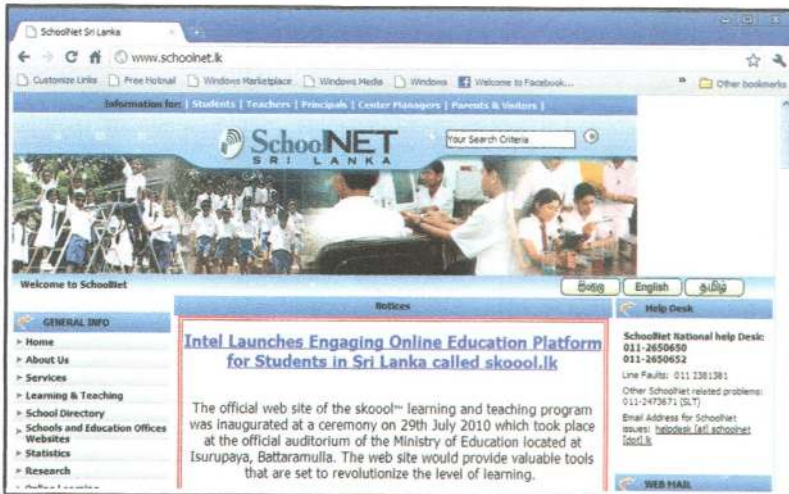 SchoolNet Sri Lanka
www.schoolnet.lk
Customize Links Free Hotmail Windows Marketplace Windows Media Windows Welcome to Facebook... » Other bookmarks
Information for: | Students | Teachers | Principals | Center Managers | Parents & Visitors |
SchoolNET
SRI LANKA
Your Search Criteria
Welcome to SchoolNet
සිංහල English தமிழ்
GENERAL INFO
Home
About Us
Services
Learning & Teaching
School Directory
Schools and Education Offices
Websites
Statistics
Research
Notices
Intel Launches Engaging Online Education Platform
for Students in Sri Lanka called skoool.lk
The official web site of the skoool™ learning and teaching program
was inaugurated at a ceremony on 29th July 2010 which took place
at the official auditorium of the Ministry of Education located at
Isurupaya, Battaramulla. The web site would provide valuable tools
that are set to revolutionize the level of learning.
Help Desk
SchoolNet National help Desk:
011-2650650
011-2650652
Line Faults: 011 2381381
Other SchoolNet related problems:
011-2473671 (SLT)
Email Address for SchoolNet
issues: helpdesk [at] schoolnet
[dot] lk
WEB MAIL